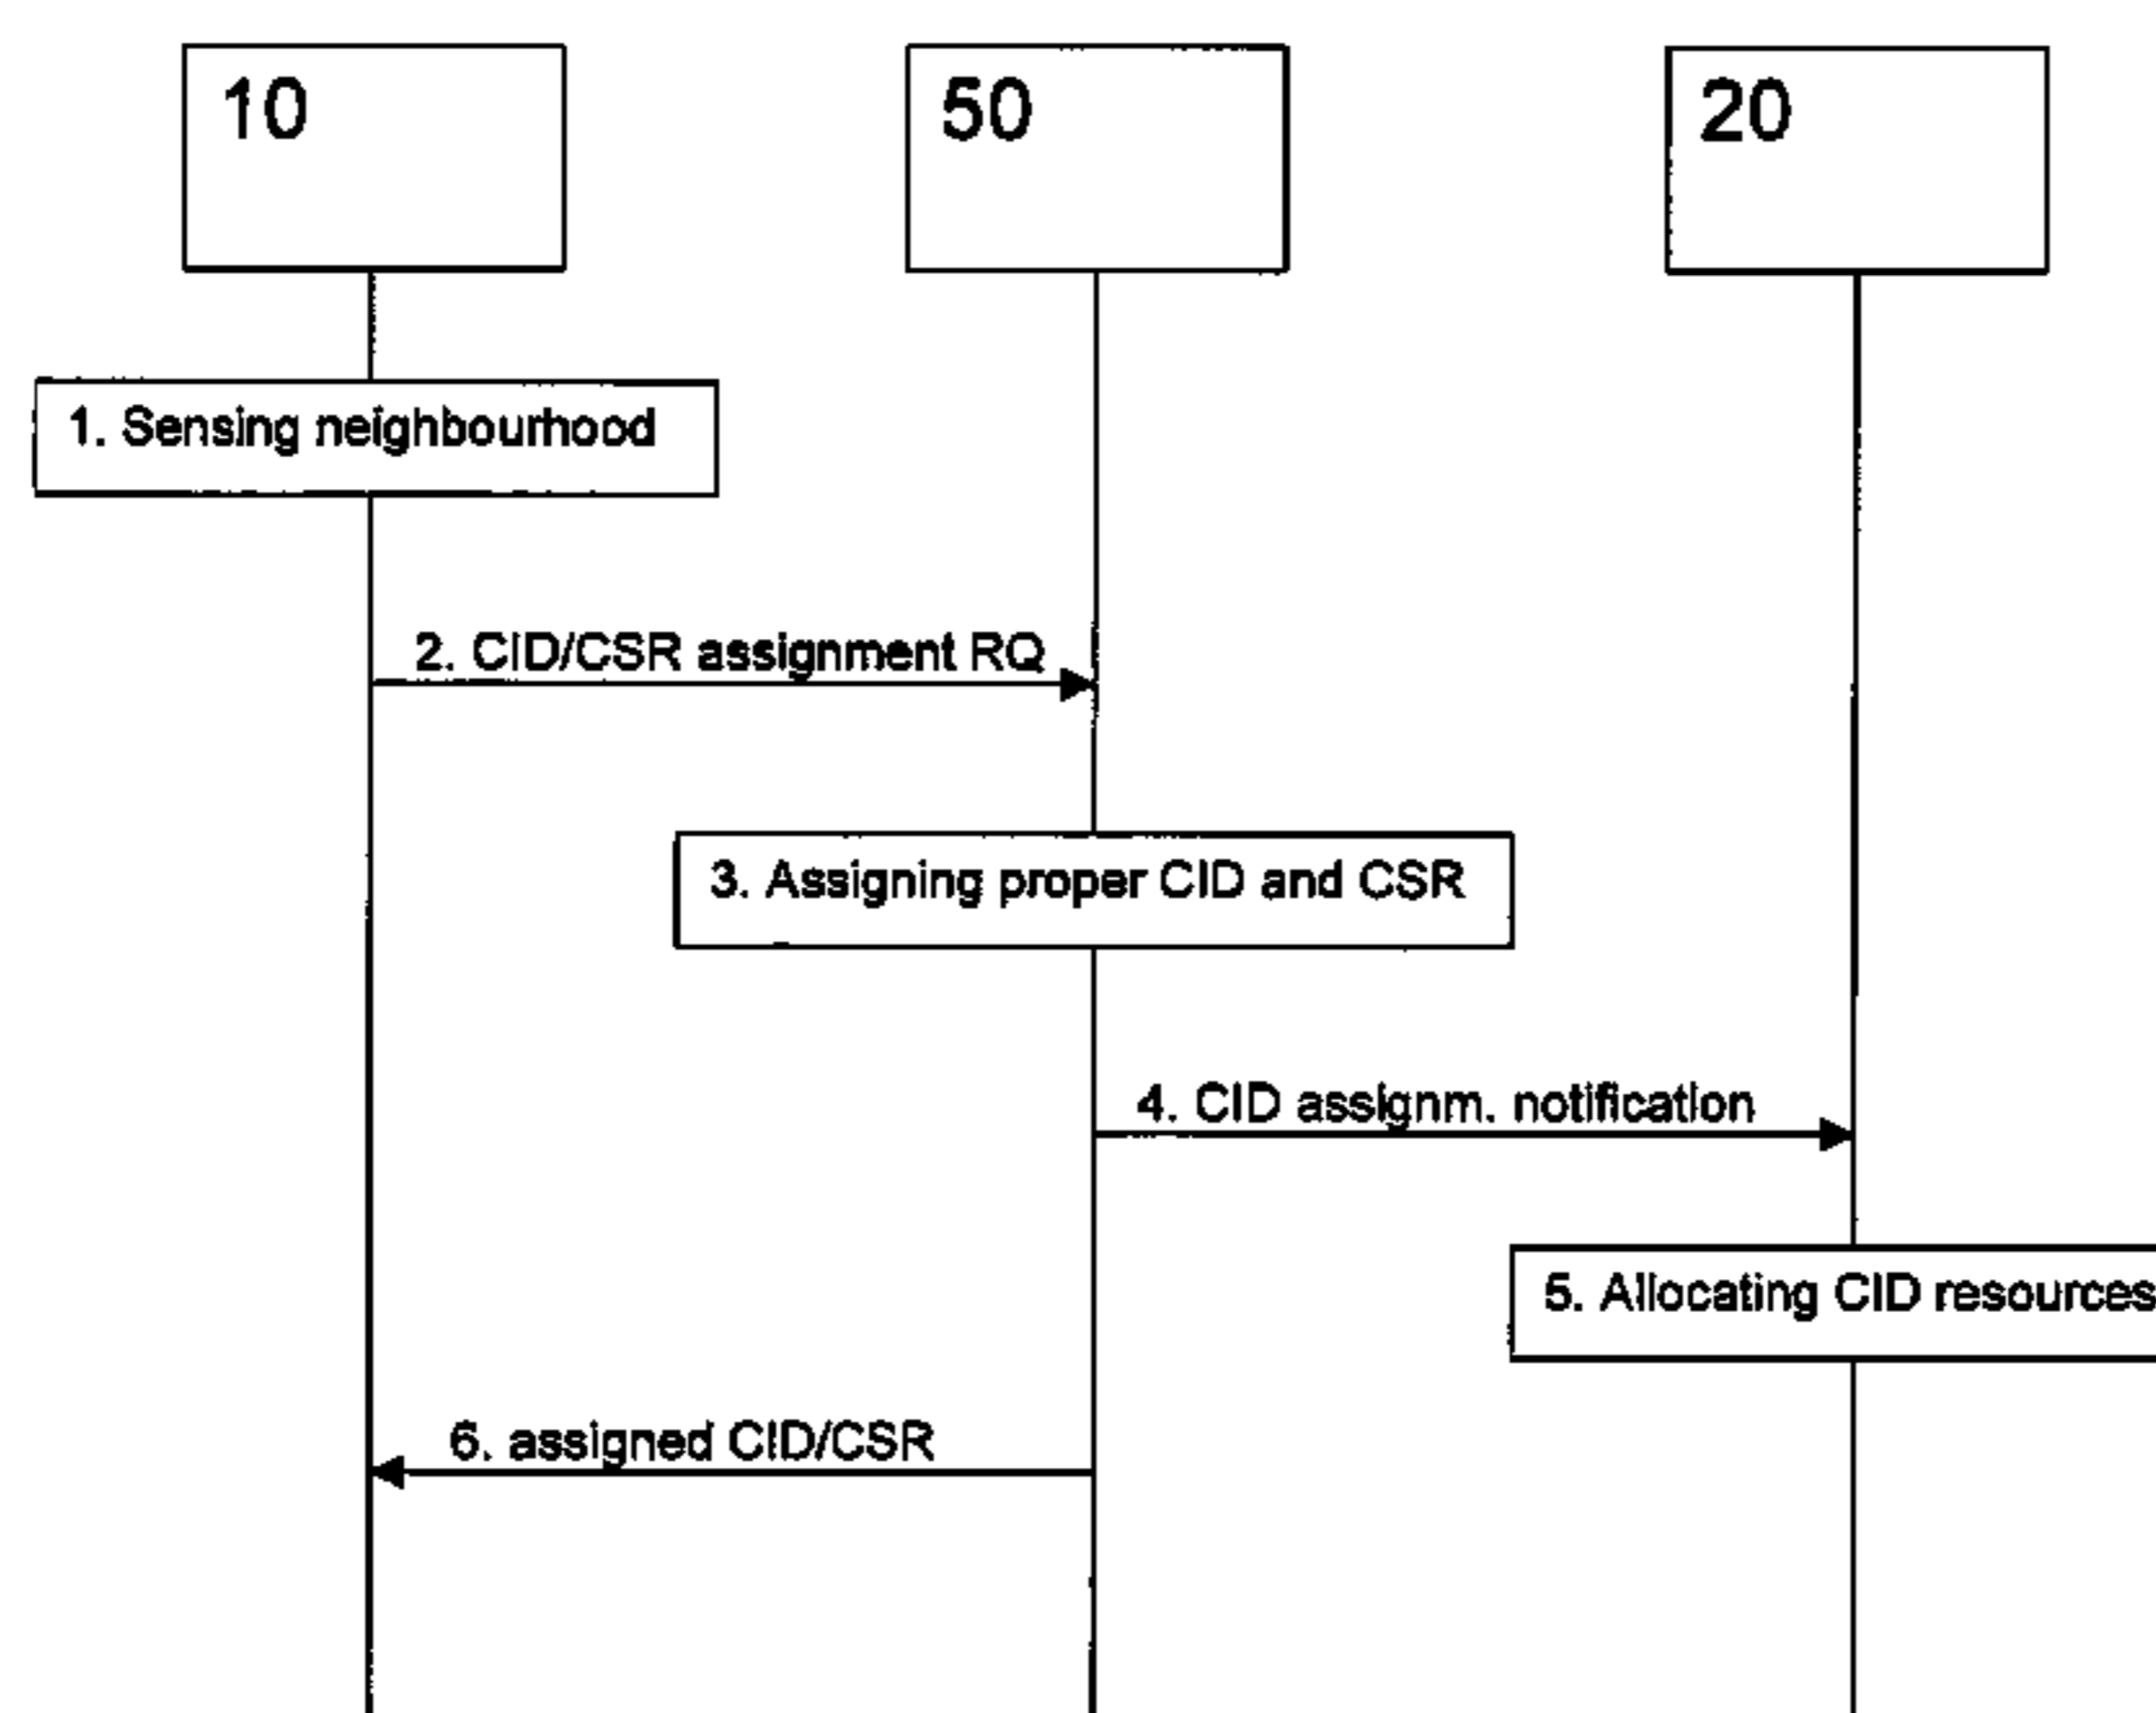 10
50
20
1. Sensing neighbourhood
2. CID/CSR assignment RQ
3. Assigning proper CID and CSR
4. CID assignm. notification
5. Allocating CID resources
6. assigned CID/CSR